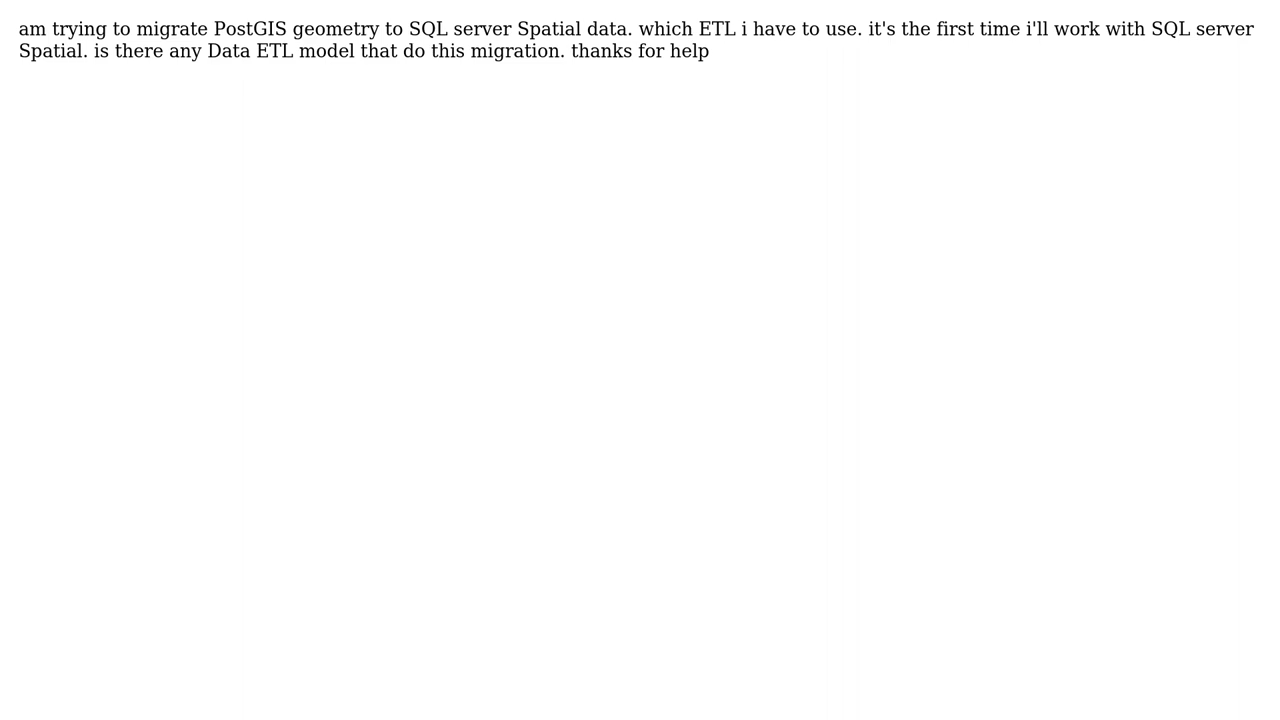 am trying to migrate PostGIS geometry to SQL server Spatial data. which ETL i have to use. it's the first time i'll work with SQL server
Spatial. is there any Data ETL model that do this migration. thanks for help